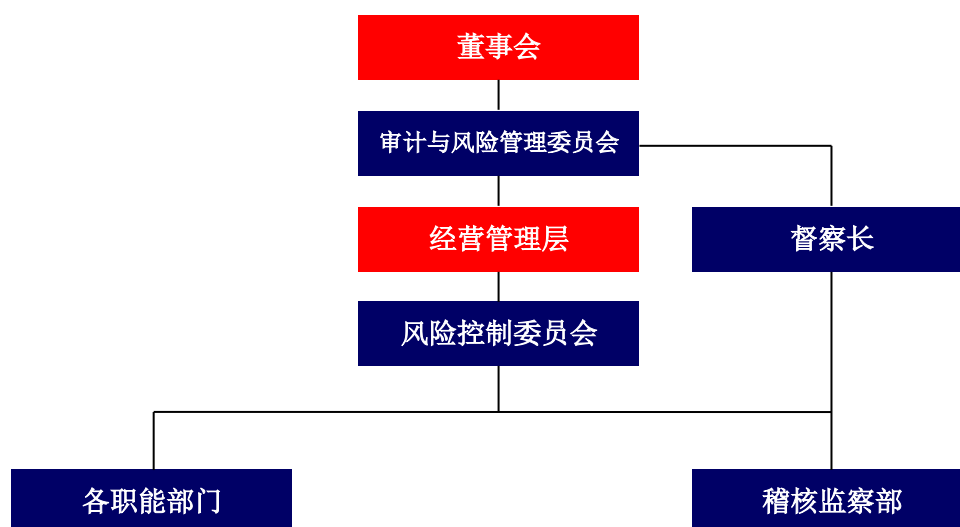 董事会
审计与风险管理委员会
经营管理层
督察长
风险控制委员会
各职能部门
稽核监察部